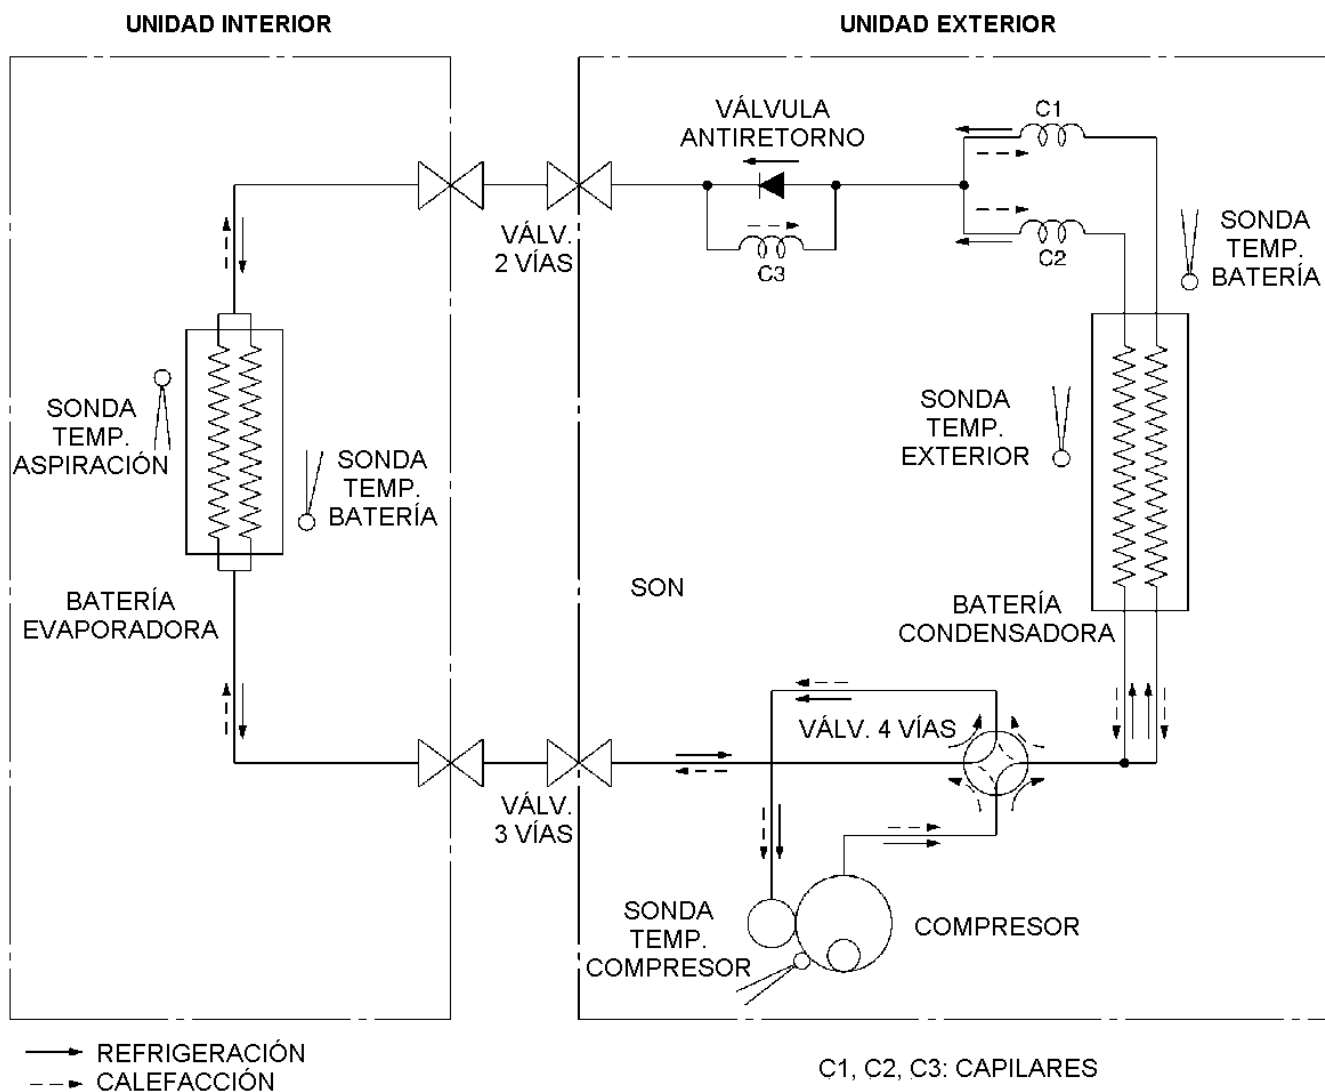 UNIDAD INTERIOR
UNIDAD EXTERIOR
VÁLVULA
ANTIRETORNO
C1
C2
C3
VÁLV.
2 VÍAS
SONDA
TEMP.
BATERÍA
SONDA
TEMP.
ASPIRACIÓN
SONDA
TEMP.
BATERÍA
SONDA
TEMP.
EXTERIOR
BATERÍA
EVAPORADORA
SON
BATERÍA
CONDENSADORA
VÁLV. 4 VÍAS
VÁLV.
3 VÍAS
SONDA
TEMP.
COMPRESOR
COMPRESOR
REFRIGERACIÓN
CALEFACCIÓN
C1, C2, C3: CAPILARES